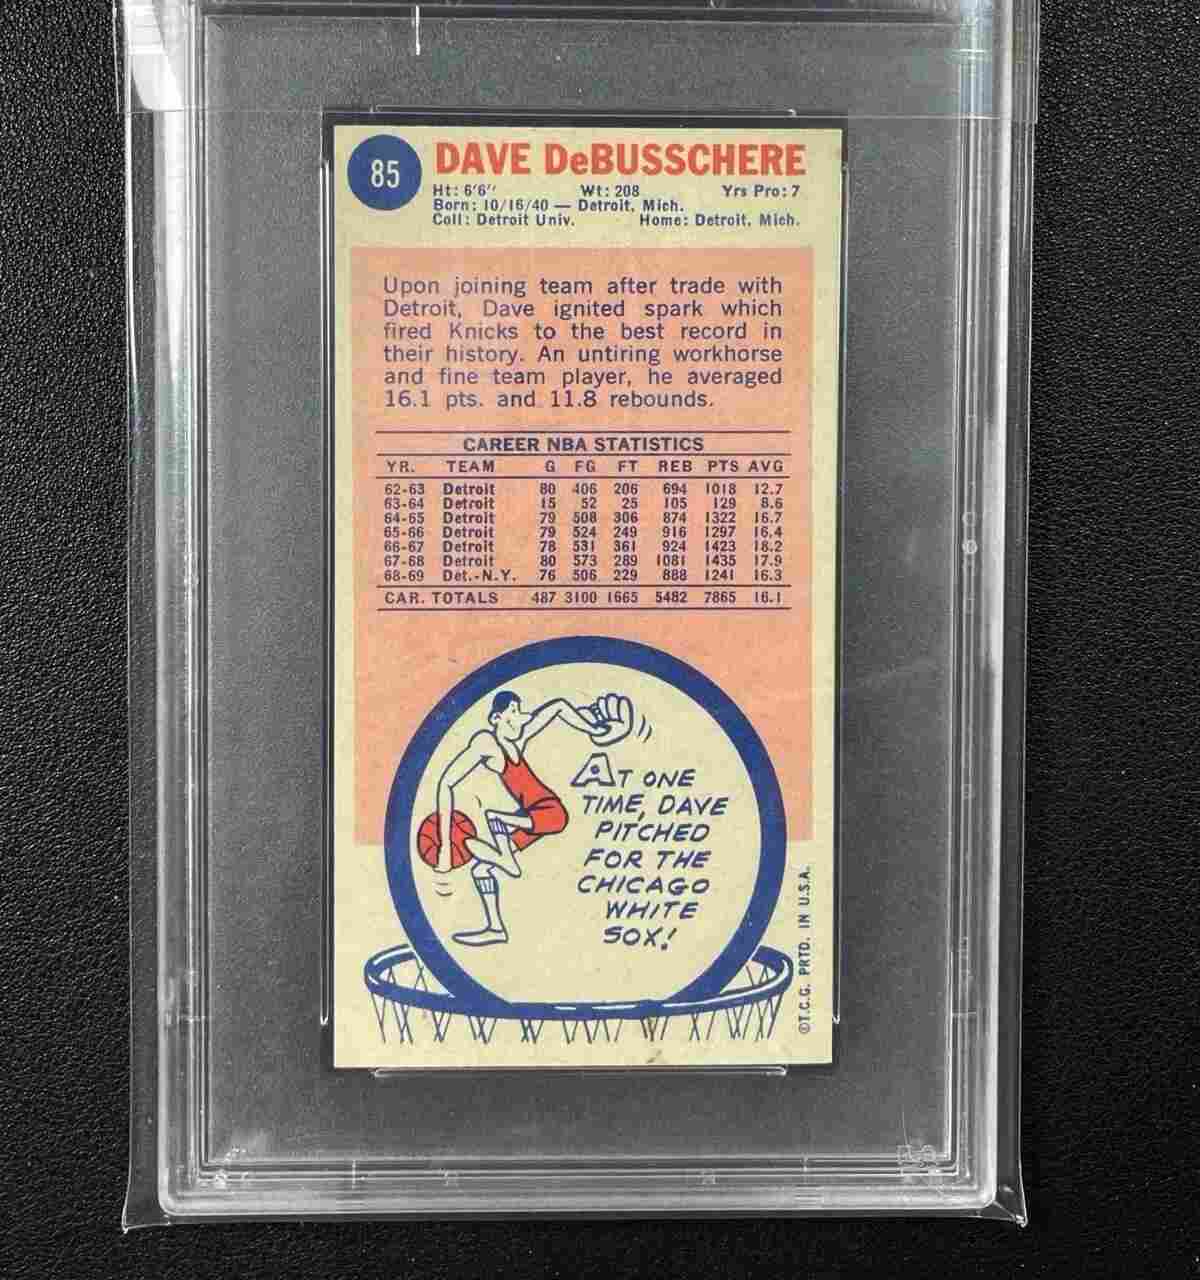 85
DAVE DeBUSSCHERE
Ht: 6'6" Wt: 208 Yrs Pro: 7
Born: 10/16/40 — Detroit, Mich.
Coll: Detroit Univ. Home: Detroit, Mich.
Upon joining team after trade with
Detroit, Dave ignited spark which
fired Knicks to the best record in
their history. An untiring workhorse
and fine team player, he averaged
16.1 pts. and 11.8 rebounds.
CAREER NBA STATISTICS
YR. TEAM G FG FT REB PTS AVG
62-63 Detroit 80 406 206 694 1018 12.7
63-64 Detroit 15 52 25 105 129 8.6
64-65 Detroit 79 508 306 874 1322 16.7
65-66 Detroit 79 524 249 916 1297 16.4
66-67 Detroit 78 531 361 924 1423 18.2
67-68 Detroit 80 573 289 1081 1435 17.9
68-69 Det.-N.Y. 76 506 229 888 1241 16.3
CAR. TOTALS 487 3100 1665 5482 7865 16.1
AT ONE
TIME, DAVE
PITCHED
FOR THE
CHICAGO
WHITE
SOX!
©T.C.G. PRTD. IN U.S.A.